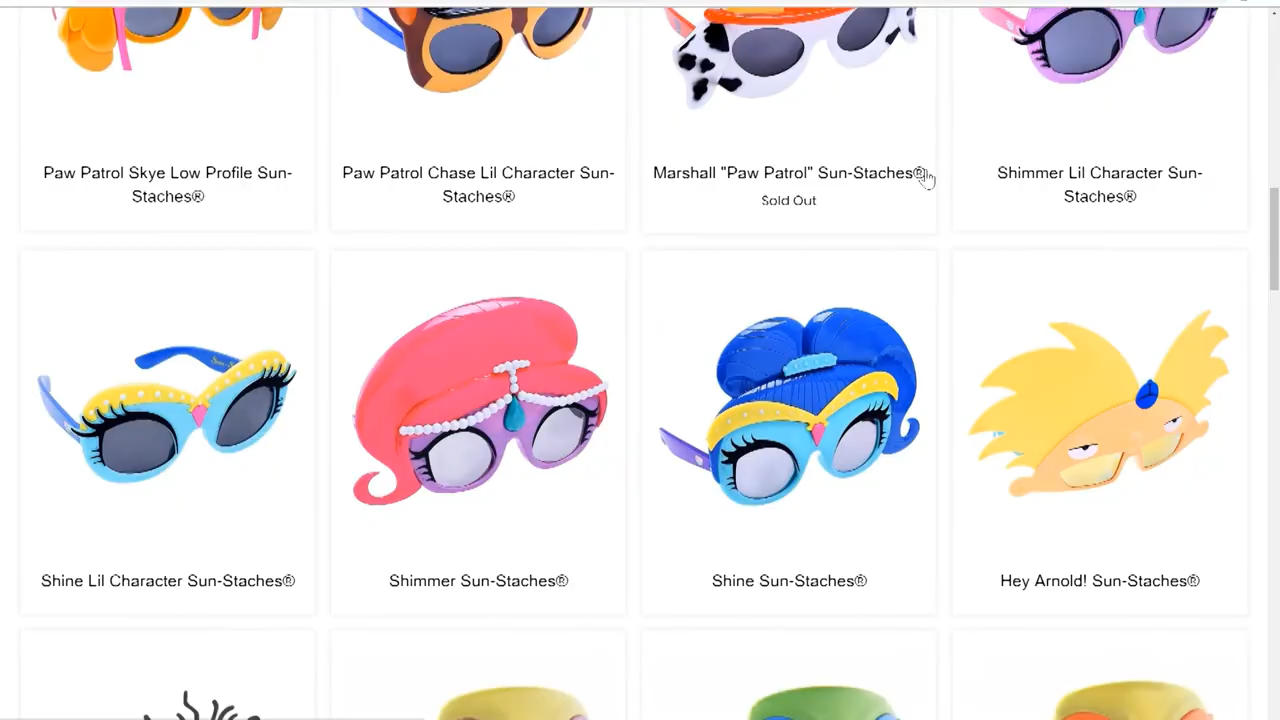 Paw Patrol Skye Low Profile Sun-
Staches®
Paw Patrol Chase Lil Character Sun-
Staches®
Marshall "Paw Patrol" Sun-Staches®
Sold Out
Shimmer Lil Character Sun-
Staches®
Shine Lil Character Sun-Staches®
Shimmer Sun-Staches®
Shine Sun-Staches®
Hey Arnold! Sun-Staches®